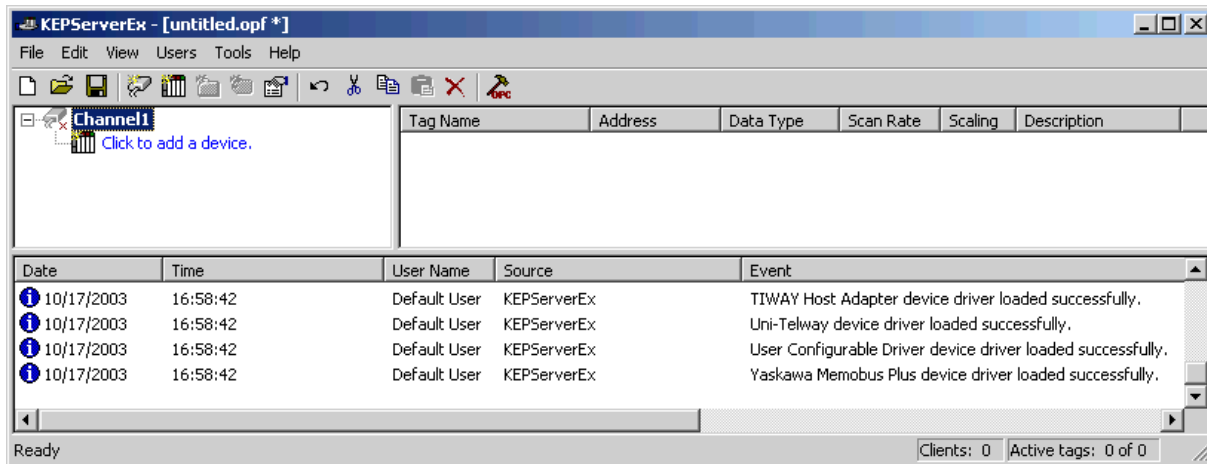 KEPServerEx - [untitled.opf *]
File Edit View Users Tools Help
OPC
Channel1
Click to add a device.
Tag Name Address Data Type Scan Rate Scaling Description
Date Time User Name Source Event
10/17/2003 16:58:42 Default User KEPServerEx TIWAY Host Adapter device driver loaded successfully.
10/17/2003 16:58:42 Default User KEPServerEx Uni-Telway device driver loaded successfully.
10/17/2003 16:58:42 Default User KEPServerEx User Configurable Driver device driver loaded successfully.
10/17/2003 16:58:42 Default User KEPServerEx Yaskawa Memobus Plus device driver loaded successfully.
Ready Clients: 0 Active tags: 0 of 0